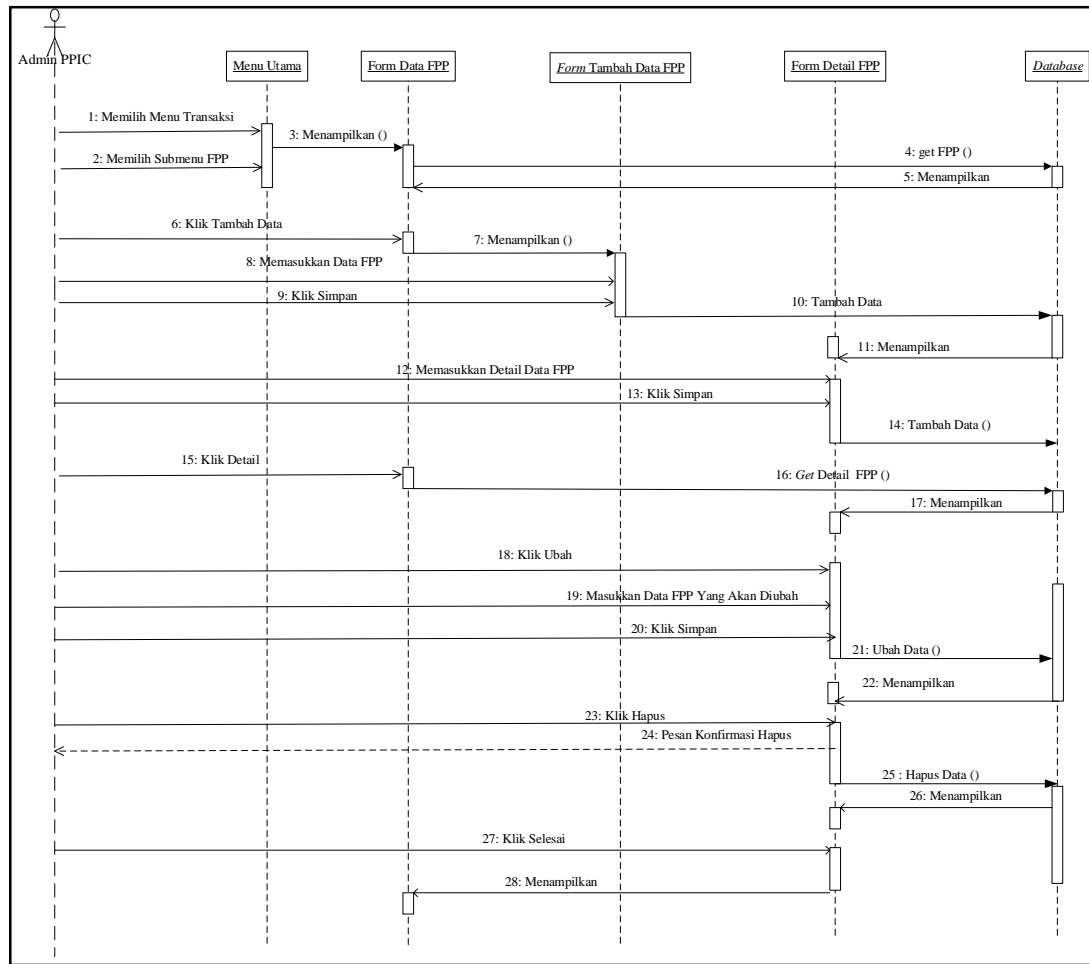 Admin PPIC
Menu Utama
Form Data FPP
Form Tambah Data FPP
Form Detail FPP
Database
1: Memilih Menu Transaksi
3: Menampilkan ()
2: Memilih Submenu FPP
4: get FPP ()
5: Menampilkan
6: Klik Tambah Data
7: Menampilkan ()
8: Memasukkan Data FPP
9: Klik Simpan
10: Tambah Data
11: Menampilkan
12: Memasukkan Detail Data FPP
13: Klik Simpan
14: Tambah Data ()
15: Klik Detail
16: Get Detail FPP ()
17: Menampilkan
18: Klik Ubah
19: Masukkan Data FPP Yang Akan Diubah
20: Klik Simpan
21: Ubah Data ()
22: Menampilkan
23: Klik Hapus
24: Pesan Konfirmasi Hapus
25 : Hapus Data ()
26: Menampilkan
27: Klik Selesai
28: Menampilkan